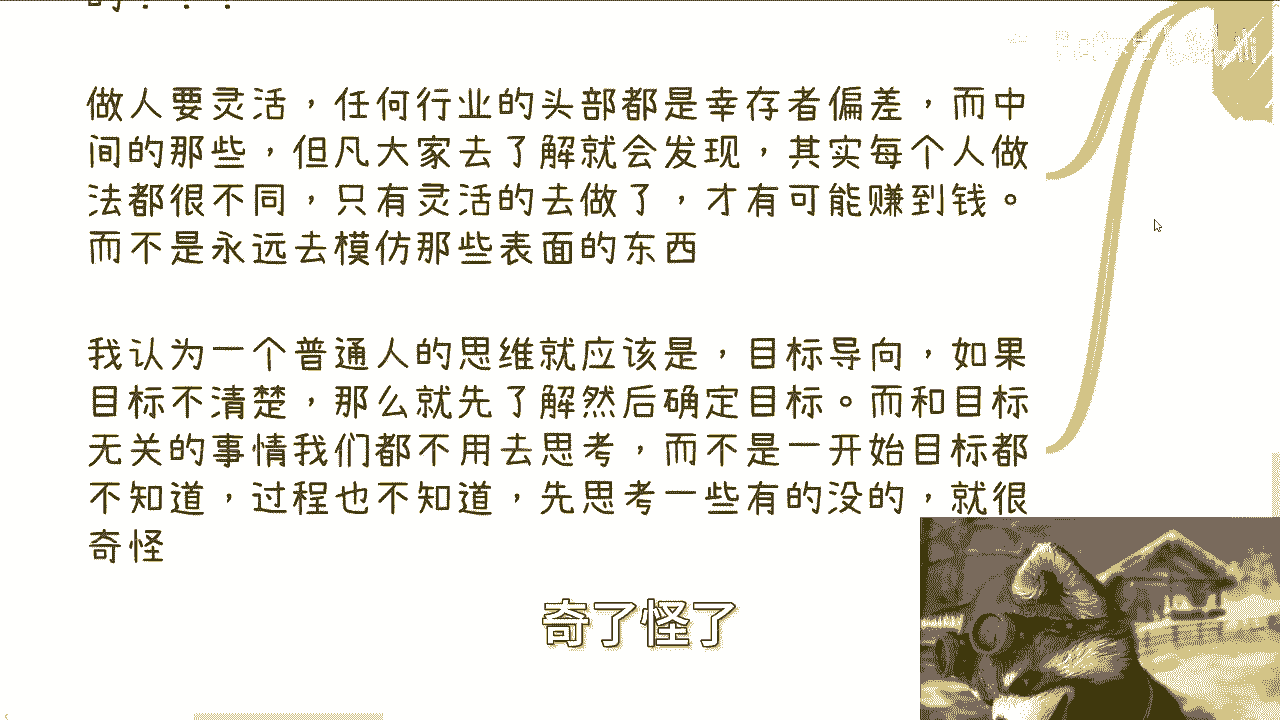 做人要灵活，任何行业的头部都是幸存者偏差，而中
间的那些，但凡大家去了解就会发现，其实每个人做
法都很不同，只有灵活的去做了，才有可能赚到钱。
而不是永远去模仿那些表面的东西
我认为一个普通人的思维就应该是，目标导向，如果
目标不清楚，那么就先了解然后确定目标。而和目标
无关的事情我们都不用去思考，而不是一开始目标都
不知道，过程也不知道，先思考一些有的没的，就很
奇怪
奇了怪了